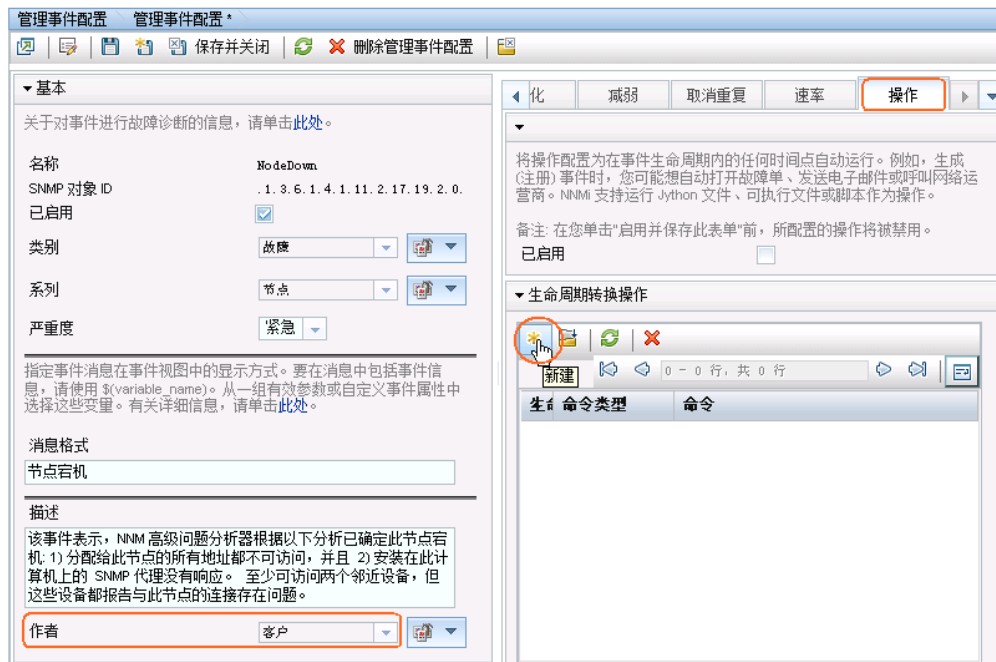 管理事件配置 管理事件配置 *
保存并关闭 删除管理事件配置
基本
关于对事件进行故障诊断的信息，请单击此处。
名称 NodeDown
SNMP 对象 ID .1.3.6.1.4.1.11.2.17.19.2.0.
已启用
类别 故障
系列 节点
严重度 紧急
指定事件消息在事件视图中的显示方式。要在消息中包括事件信
息，请使用 $(variable_name)。从一组有效参数或自定义事件属性中
选择这些变量。有关详细信息，请单击此处。
消息格式
节点宕机
描述
该事件表示，NNM 高级问题分析器根据以下分析已确定此节点宕
机: 1) 分配给此节点的所有地址都不可访问，并且 2) 安装在此计
算机上的 SNMP 代理没有响应。 至少可访问两个邻近设备，但
这些设备都报告与此节点的连接存在问题。
作者 客户
化 减弱 取消重复 速率 操作
将操作配置为在事件生命周期内的任何时间点自动运行。例如，生成
(注册) 事件时，您可能想自动打开故障单、发送电子邮件或呼叫网络运
营商。NNMi 支持运行 Jython 文件、可执行文件或脚本作为操作。
备注: 在您单击"启用并保存此表单"前，所配置的操作将被禁用。
已启用
生命周期转换操作
新建 0 - 0 行, 共 0 行
生命 命令类型 命令